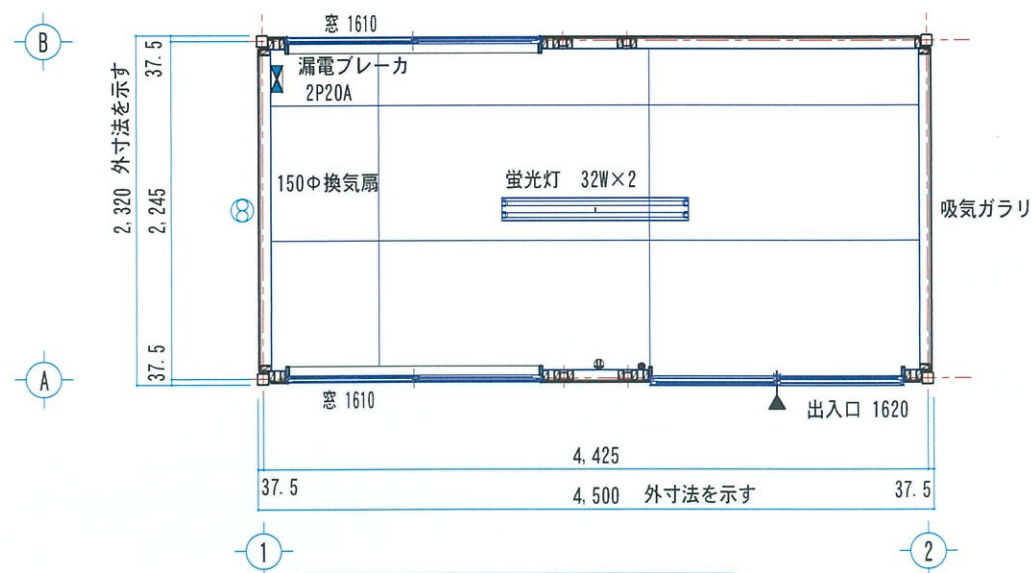 窓 1610
B
37.5
漏電ブレーカ
2P20A
2,320 外寸法を示す
2,245
150Φ換気扇
蛍光灯 32W×2
吸気ガラリ
37.5
A
窓 1610
出入口 1620
4,425
37.5
4,500 外寸法を示す
37.5
1
2